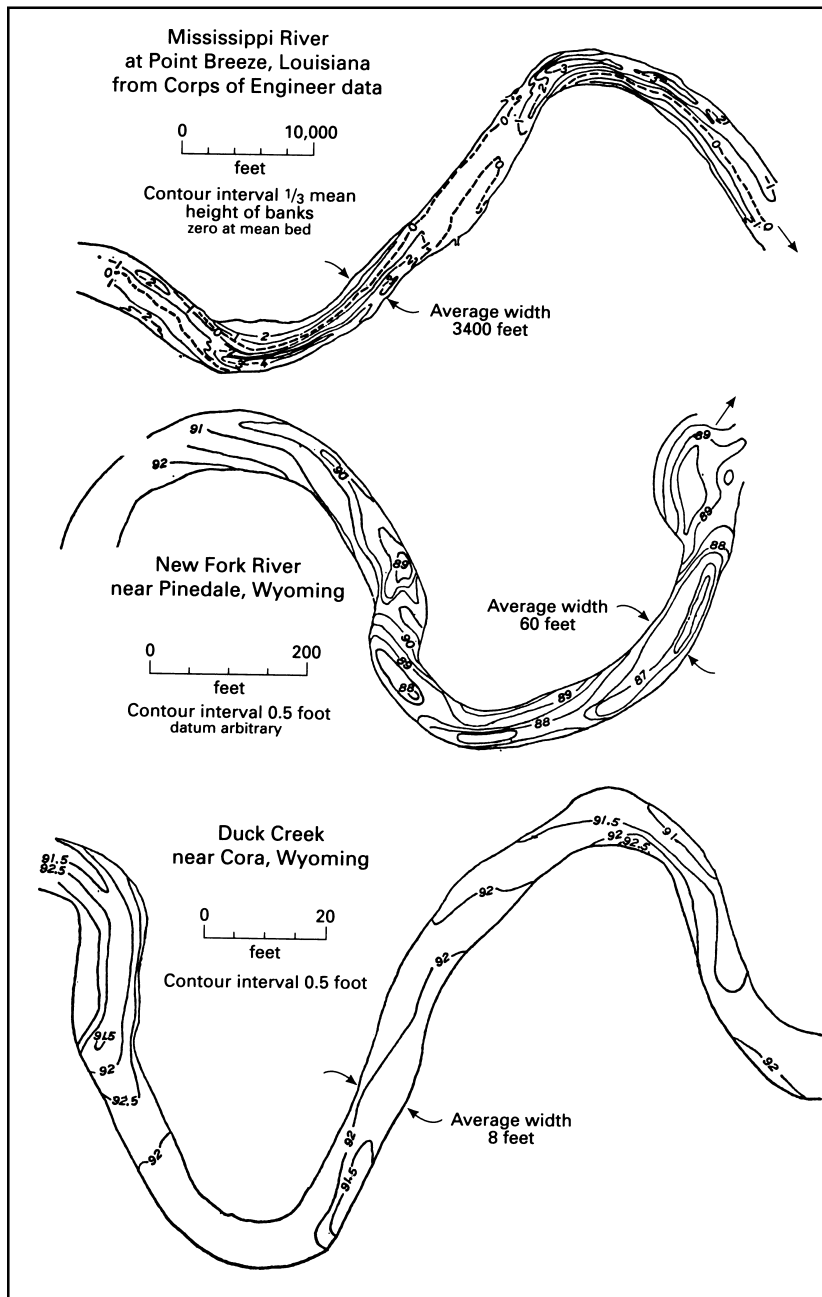 Mississippi River
at Point Breeze, Louisiana
from Corps of Engineer data
0 10,000
feet
Contour interval 1/3 mean
height of banks
zero at mean bed
Average width
3400 feet
91
92
90
89
New Fork River
near Pinedale, Wyoming
0 200
feet
Contour interval 0.5 foot
datum arbitrary
Average width
60 feet
89
89
88
90
89
88
89
88
87
Duck Creek
near Cora, Wyoming
0 20
feet
Contour interval 0.5 foot
91.5
92.5
91.5
92
92.5
92
Average width
8 feet
92
91.5
92
92
91.5
92
92.5
91
92